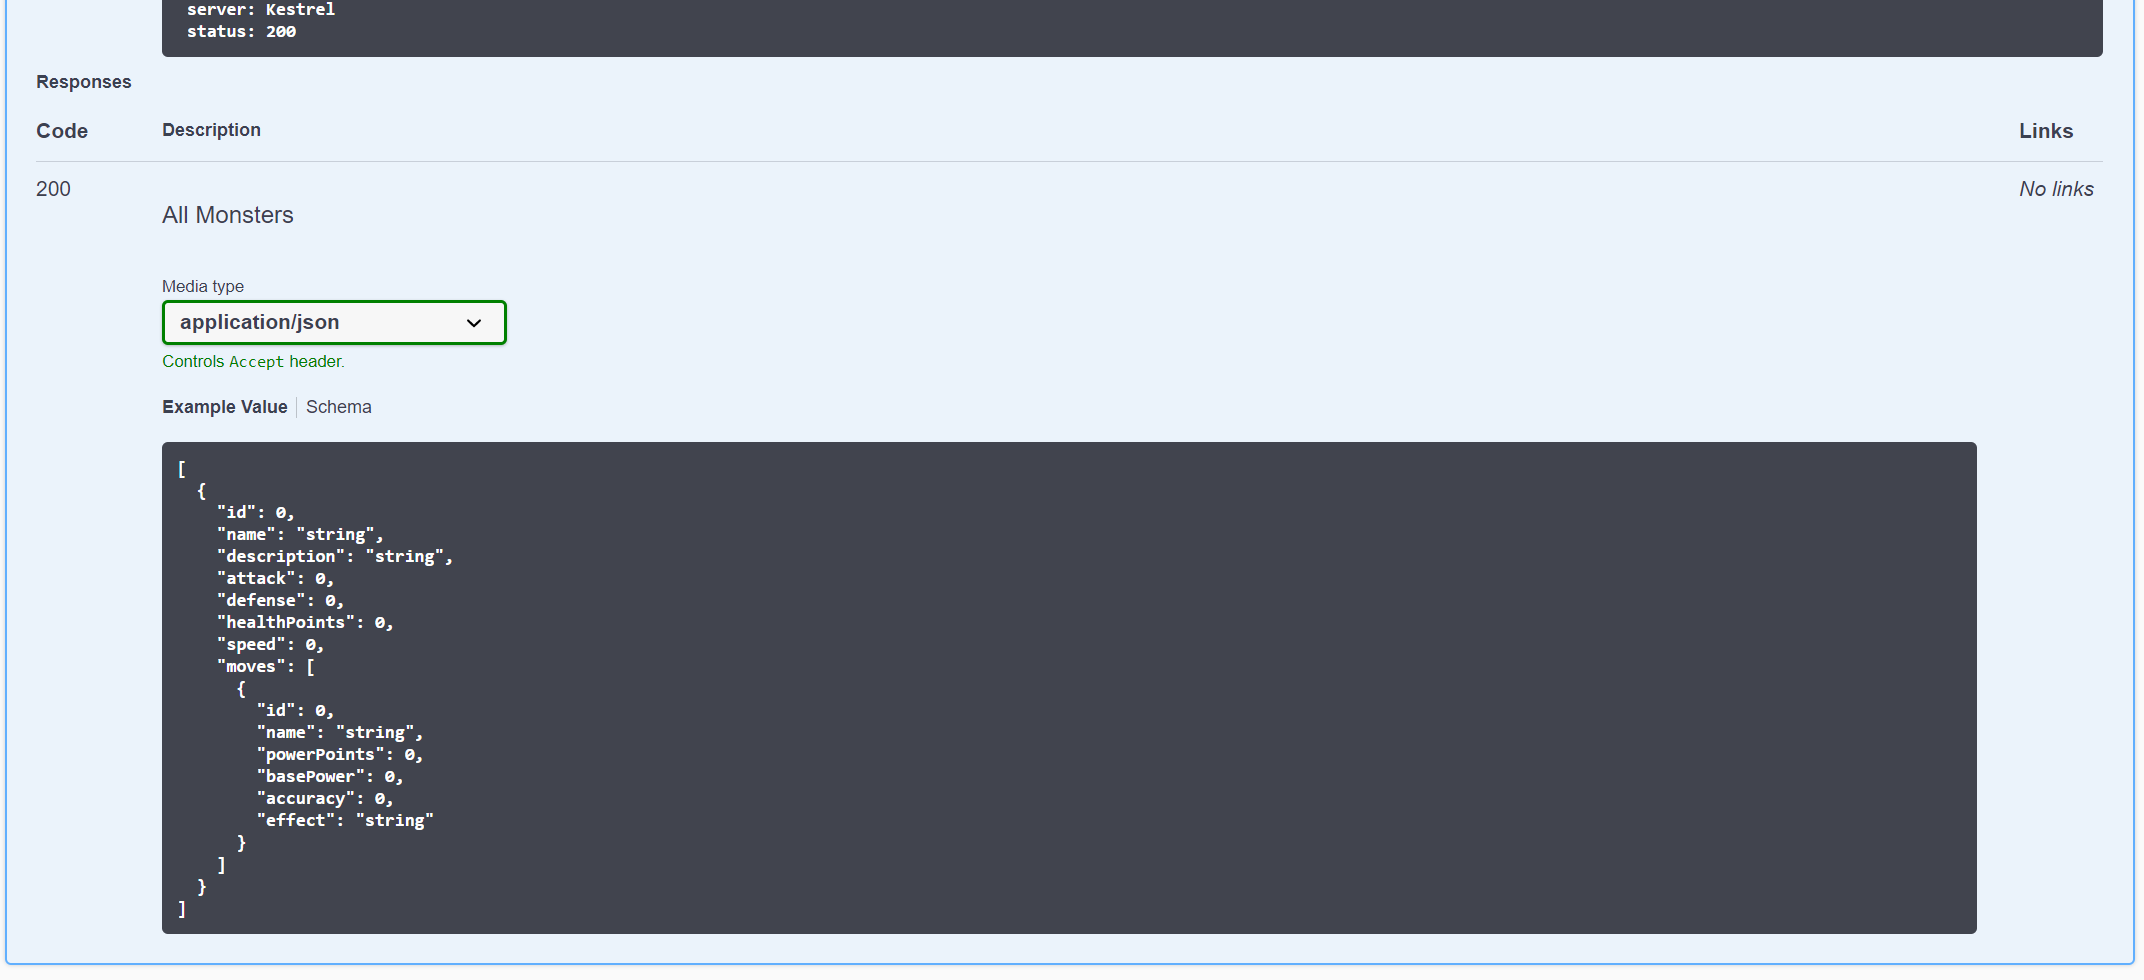 server: Kestrel
status: 200
Responses
Code Description Links
200 No links
All Monsters
Media type
application/json
Controls Accept header.
Example Value Schema
[
  {
    "id": 0,
    "name": "string",
    "description": "string",
    "attack": 0,
    "defense": 0,
    "healthPoints": 0,
    "speed": 0,
    "moves": [
      {
        "id": 0,
        "name": "string",
        "powerPoints": 0,
        "basePower": 0,
        "accuracy": 0,
        "effect": "string"
      }
    ]
  }
]